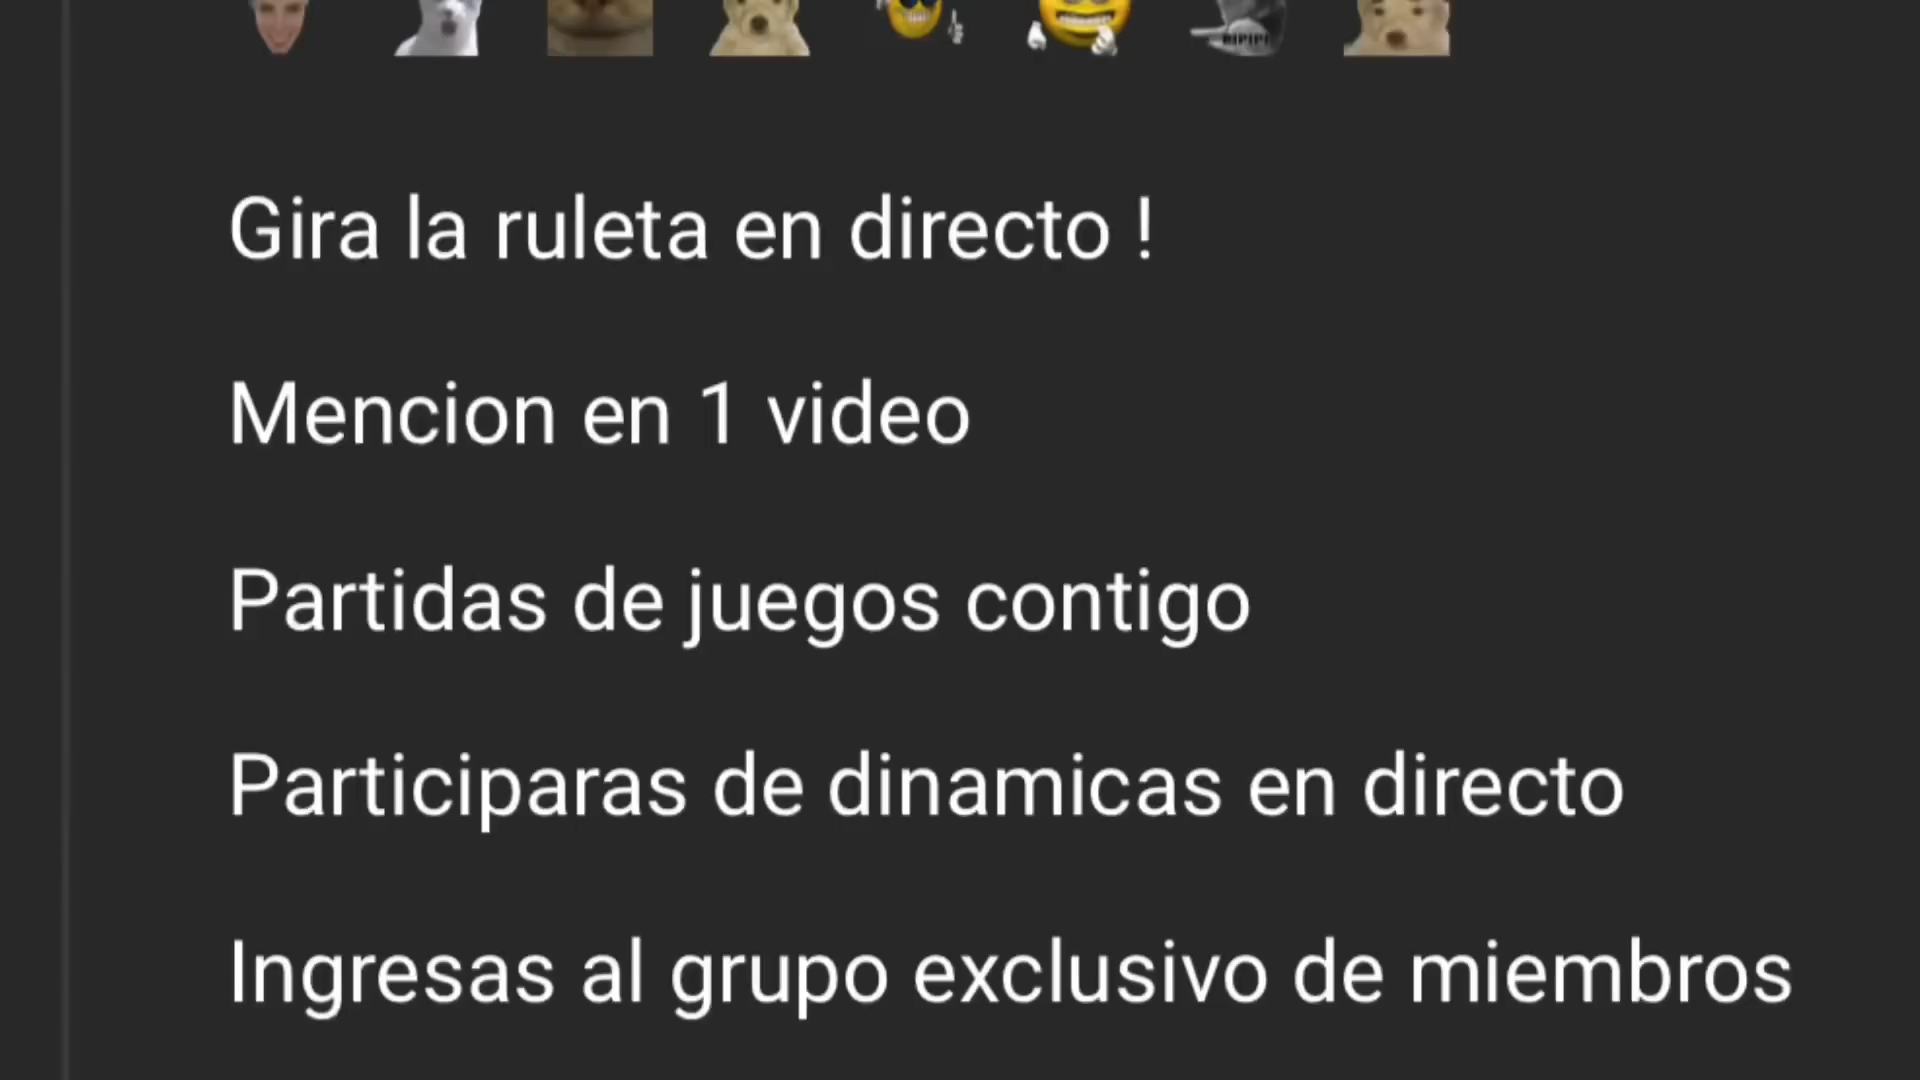 RIPIPI
Gira la ruleta en directo !
Mencion en 1 video
Partidas de juegos contigo
Participaras de dinamicas en directo
Ingresas al grupo exclusivo de miembros